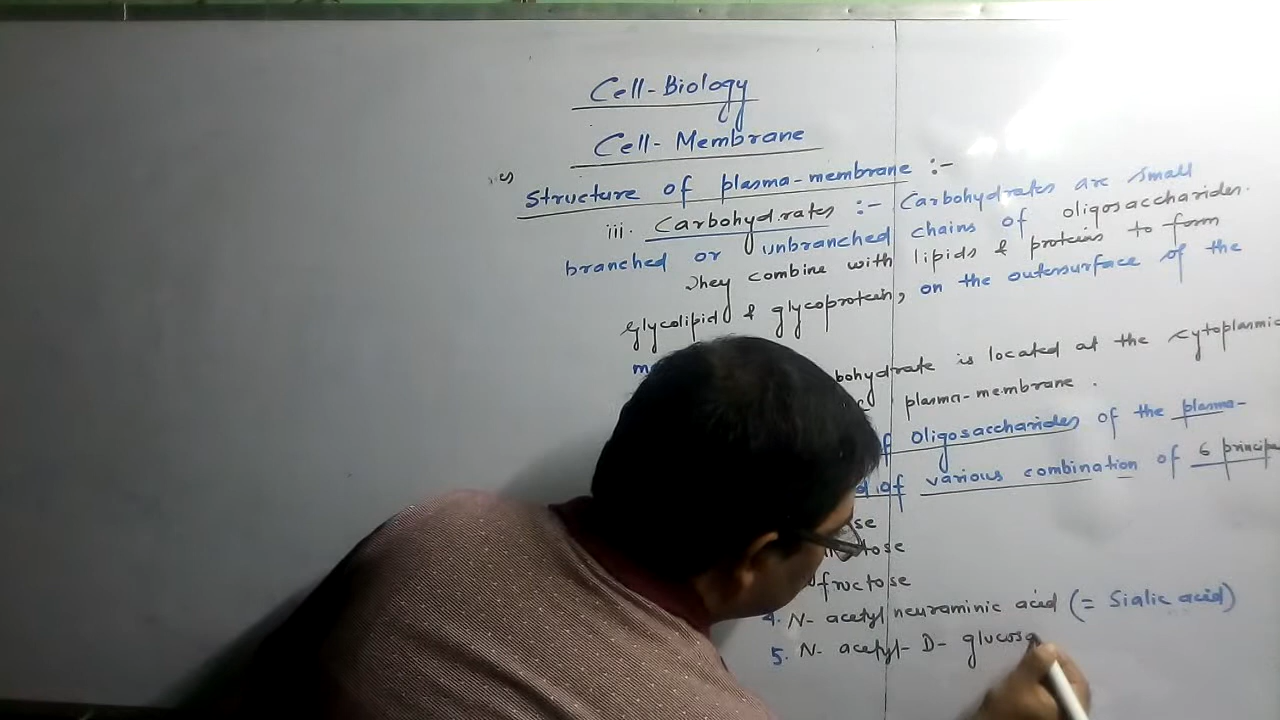 Cell-Biology
Cell-Membrane
c) Structure of plasma-membrane :-
iii. Carbohydrates :- Carbohydrates are small
branched or unbranched chains of oligosaccharides.
They combine with lipids & proteins to form
glycolipid & glycoprotein, on the outersurface of the
bohydrate is located at the cytoplasmic
plasma-membrane.
of Oligosaccharides of the plasma-
of various combination of 6 principa
se
tose
fructose
4. N- acetyl neuraminic acid (= Sialic acid)
5. N- acetyl- D- glucosa